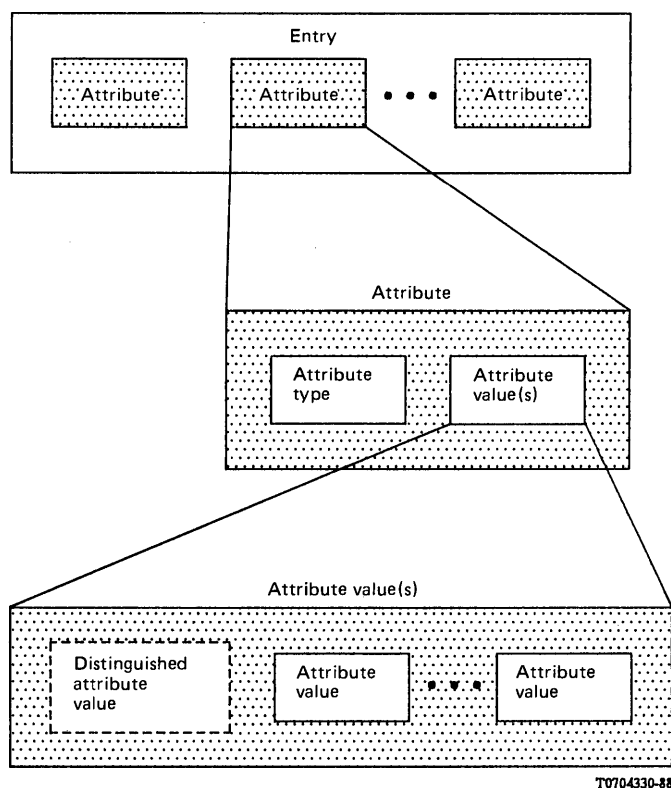 Entry
Attribute Attribute Attribute
Attribute
Attribute
type
Attribute
value(s)
Attribute value(s)
Distinguished
attribute
value
Attribute
value
Attribute
value
T0704330-88